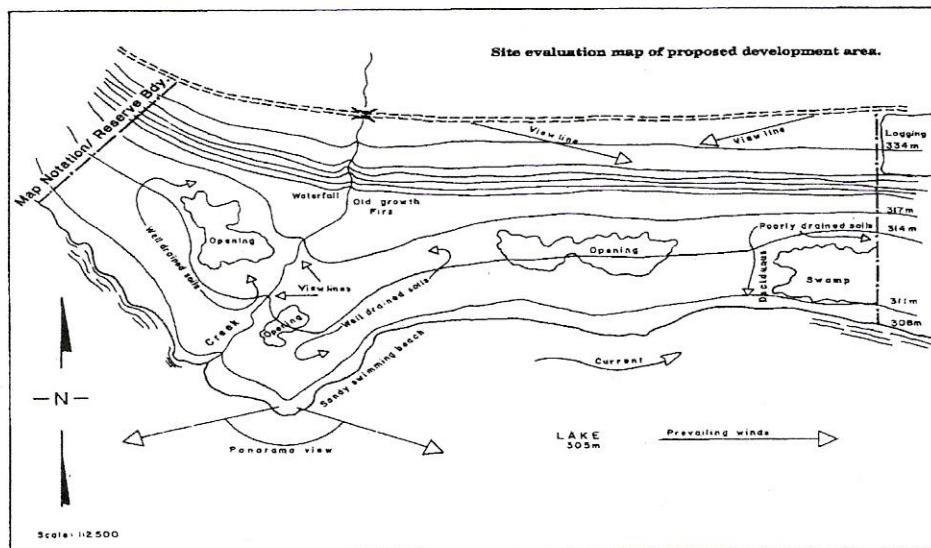 Site evaluation map of proposed development area.
Map Notation/ Reserve Bdy.
View line
View line
Logging
334m
Waterfall
Old growth
Firs
317m
Poorly drained soils
314m
Opening
Opening
Well drained soils
Deciduous
Swamp
View lines
Well drained soils
Opening
311m
308m
Creek
Sandy swimming beach
Current
N
Panorama view
LAKE
305m
Prevailing winds
Scale: 1:2500